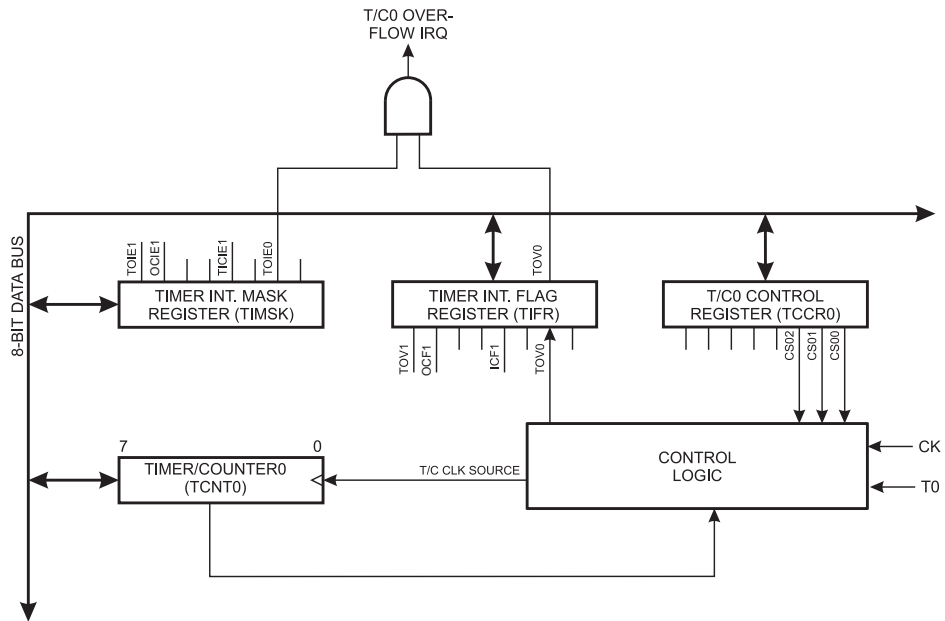 T/C0 OVER-
FLOW IRQ
8-BIT DATA BUS
TOIE1
OCIE1
TICIE1
TOIE0
TOV0
TIMER INT. MASK
REGISTER (TIMSK)
TIMER INT. FLAG
REGISTER (TIFR)
T/C0 CONTROL
REGISTER (TCCR0)
TOV1
OCF1
ICF1
TOV0
CS02
CS01
CS00
7
0
TIMER/COUNTER0
(TCNT0)
T/C CLK SOURCE
CONTROL
LOGIC
CK
T0